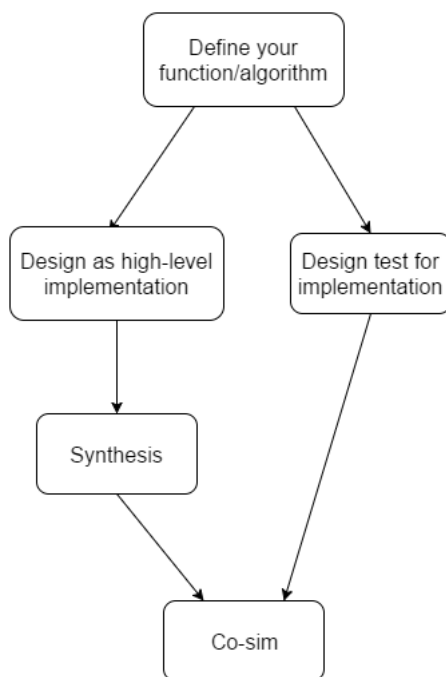 Define your
function/algorithm
Design as high-level
implementation
Design test for
implementation
Synthesis
Co-sim